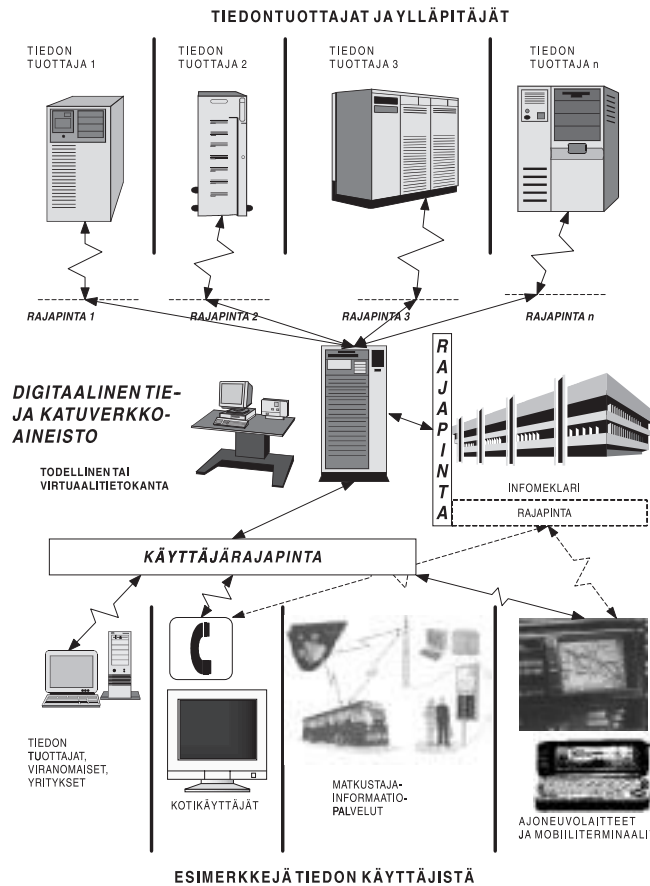 TIEDONTUOTTAJAT JA YLLÄPITÄJÄT
TIEDON
TUOTTAJA 1
TIEDON
TUOTTAJA 2
TIEDON
TUOTTAJA 3
TIEDON
TUOTTAJA n
RAJAPINTA 1
RAJAPINTA 2
RAJAPINTA 3
RAJAPINTA n
DIGITAALINEN TIE-
JA KATUVERKKO-
AINEISTO
TODELLINEN TAI
VIRTUAALITIETOKANTA
RAJAPINTA
INFOMEKLARI
RAJAPINTA
KÄYTTÄJÄRAJAPINTA
TIEDON
TUOTTAJAT,
VIRANOMAISET,
YRITYKSET
KOTIKÄYTTÄJÄT
MATKUSTAJA-
INFORMAATIO-
PALVELUT
AJONEUVOLAITTEET
JA MOBIILITERMINAALI
ESIMERKKEJÄ TIEDON KÄYTTÄJISTÄ